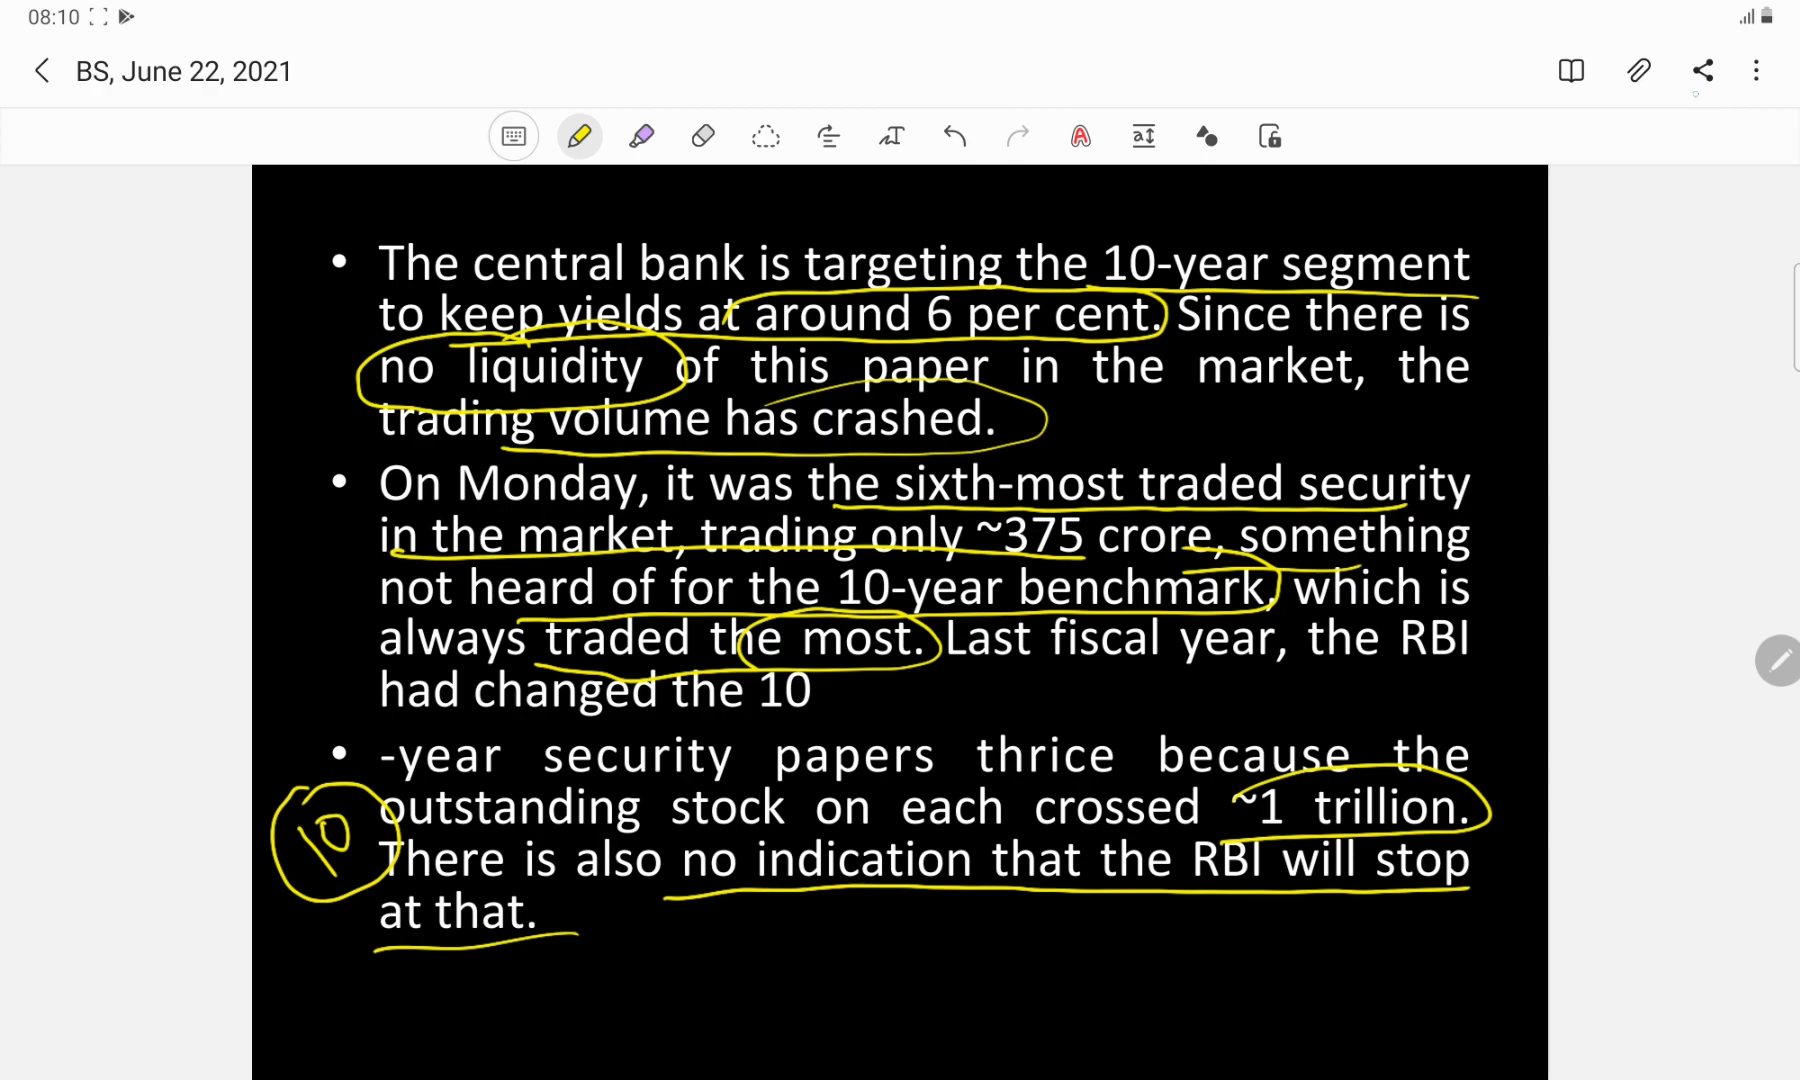 08:10
BS, June 22, 2021
• The central bank is targeting the 10-year segment
to keep yields at around 6 per cent. Since there is
no liquidity of this paper in the market, the
trading volume has crashed.
• On Monday, it was the sixth-most traded security
in the market, trading only ~375 crore, something
not heard of for the 10-year benchmark, which is
always traded the most. Last fiscal year, the RBI
had changed the 10
• -year security papers thrice because the
outstanding stock on each crossed ~1 trillion.
10
There is also no indication that the RBI will stop
at that.